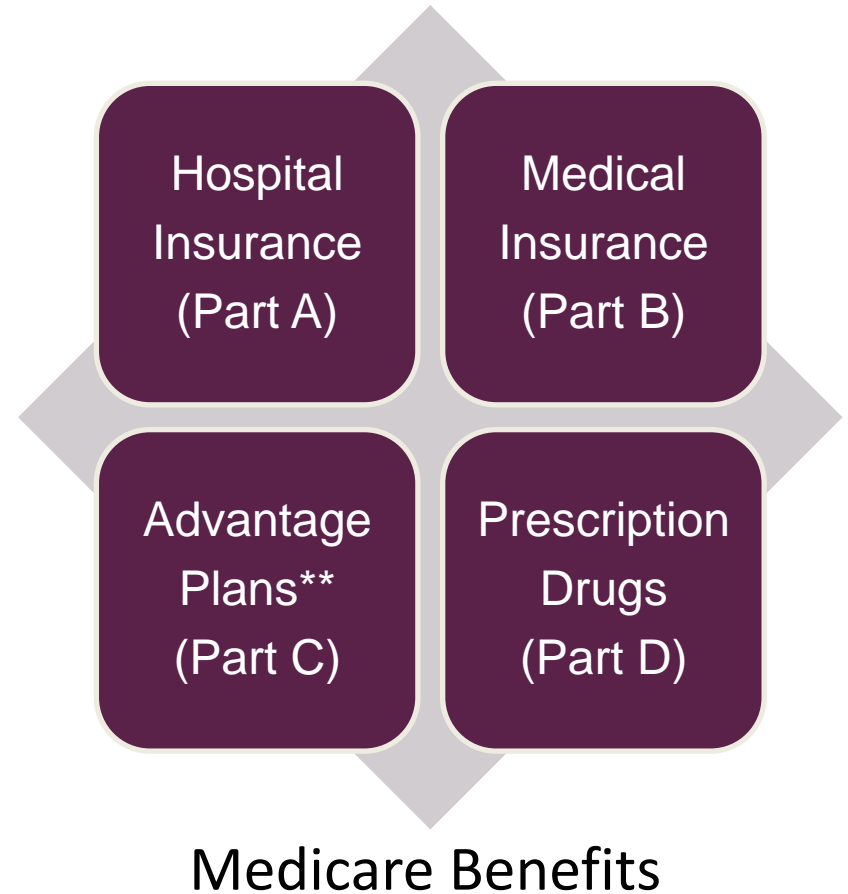 Hospital
Insurance
(Part A)
Medical
Insurance
(Part B)
Advantage
Plans**
(Part C)
Prescription
Drugs
(Part D)
Medicare Benefits